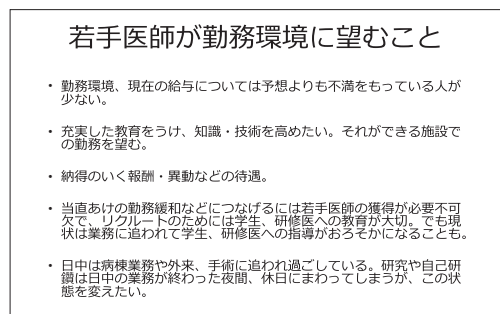 若手医師が勤務環境に望むこと
• 勤務環境、現在の給与については予想よりも不満をもっている人が
少ない。
• 充実した教育をうけ、知識・技術を高めたい。それができる施設で
の勤務を望む。
• 納得のいく報酬・異動などの待遇。
• 当直あけの勤務緩和などにつなげるには若手医師の獲得が必要不可
欠で、リクルートのためには学生、研修医への教育が大切。でも現
状は業務に追われて学生、研修医への指導がおろそかになることも。
• 日中は病棟業務や外来、手術に追われ過ごしている。研究や自己研
鑽は日中の業務が終わった夜間、休日にまわってしまうが、この状
態を変えたい。